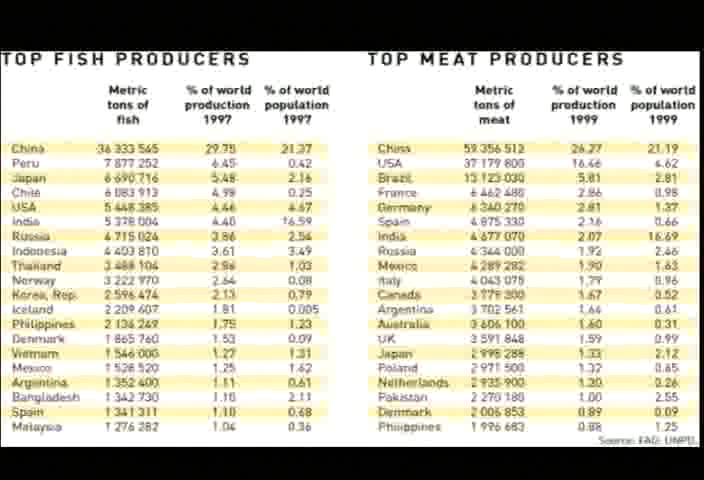 TOP FISH PRODUCERS
Metric tons of fish % of world production 1997 % of world population 1997
China 36 333 545 29.75 21.37
Peru 7 877 252 6.45 0.42
Japan 6 690 716 5.48 2.16
Chile 6 083 913 4.98 0.25
USA 5 448 385 4.46 4.67
India 5 378 004 4.40 16.59
Russia 4 715 024 3.86 2.54
Indonesia 4 403 810 3.61 3.49
Thailand 3 488 104 2.86 1.03
Norway 3 222 970 2.64 0.08
Korea, Rep. 2 596 474 2.13 0.79
Iceland 2 209 607 1.81 0.005
Philippines 2 136 249 1.75 1.23
Denmark 1 865 760 1.53 0.09
Vietnam 1 546 000 1.27 1.31
Mexico 1 528 520 1.25 1.62
Argentina 1 352 400 1.11 0.61
Bangladesh 1 342 730 1.10 2.11
Spain 1 341 311 1.10 0.68
Malaysia 1 276 282 1.04 0.36
TOP MEAT PRODUCERS
Metric tons of meat % of world production 1999 % of world population 1999
China 59 356 512 26.27 21.19
USA 37 179 800 16.46 4.62
Brazil 13 123 030 5.81 2.81
France 6 462 480 2.86 0.98
Germany 6 340 270 2.81 1.37
Spain 4 875 330 2.16 0.66
India 4 677 070 2.07 16.69
Russia 4 344 000 1.92 2.46
Mexico 4 289 282 1.90 1.63
Italy 4 043 075 1.79 0.96
Canada 3 778 300 1.67 0.52
Argentina 3 702 561 1.64 0.61
Australia 3 606 100 1.60 0.31
UK 3 591 848 1.59 0.99
Japan 2 998 288 1.33 2.12
Poland 2 971 500 1.32 0.65
Netherlands 2 935 900 1.30 0.26
Pakistan 2 270 180 1.00 2.55
Denmark 2 005 853 0.89 0.09
Philippines 1 996 683 0.88 1.25
Source: FAO, UNPD.